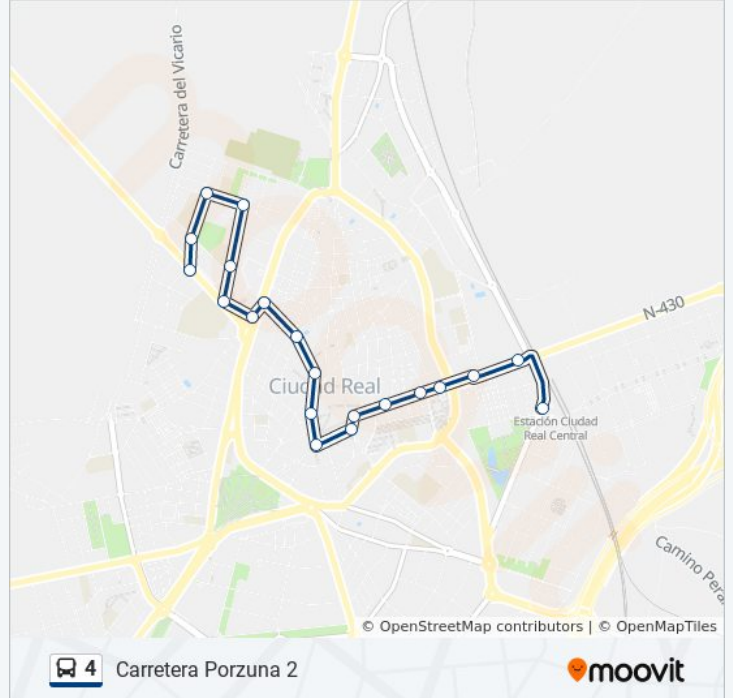 Carretera del Vicario
N-430
Ciudad Real
Estación Ciudad
Real Central
Camino Pera
© OpenStreetMap contributors | © OpenMapTiles
4 Carretera Porzuna 2
moovit